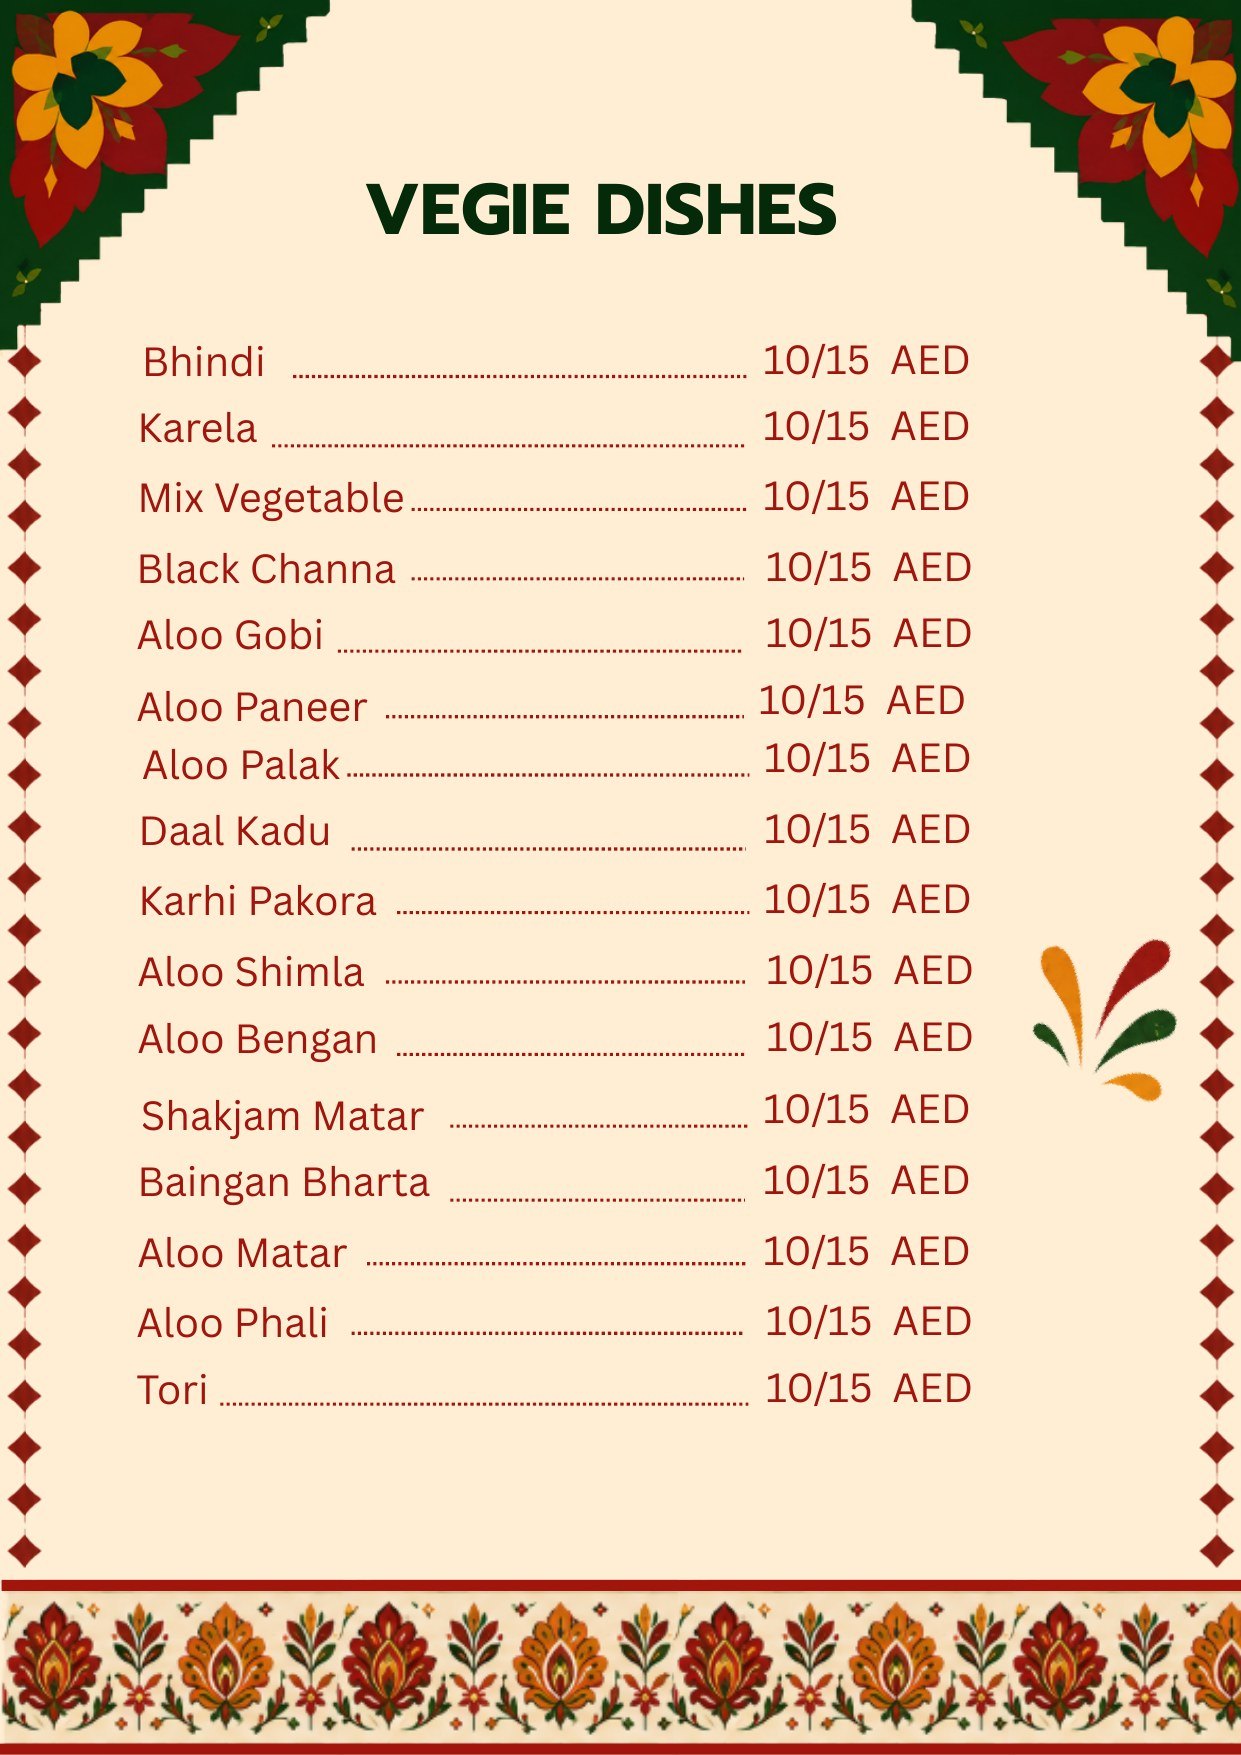 VEGIE DISHES
Bhindi ........ 10/15 AED
Karela ........ 10/15 AED
Mix Vegetable ........ 10/15 AED
Black Channa ........ 10/15 AED
Aloo Gobi ........ 10/15 AED
Aloo Paneer ........ 10/15 AED
Aloo Palak ........ 10/15 AED
Daal Kadu ........ 10/15 AED
Karhi Pakora ........ 10/15 AED
Aloo Shimla ........ 10/15 AED
Aloo Bengan ........ 10/15 AED
Shakjam Matar ........ 10/15 AED
Baingan Bharta ........ 10/15 AED
Aloo Matar ........ 10/15 AED
Aloo Phali ........ 10/15 AED
Tori ........ 10/15 AED